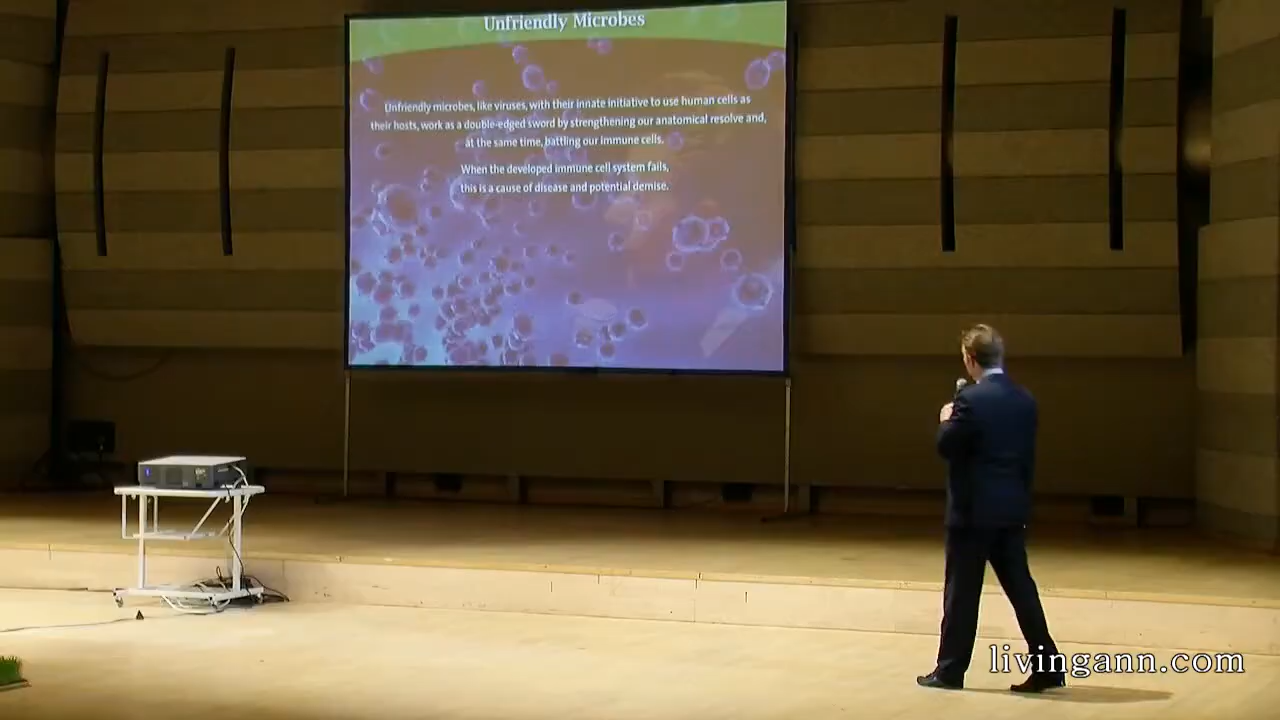 Unfriendly Microbes
Unfriendly microbes, like viruses, with their innate initiative to use human cells as
their hosts, work as a double-edged sword by strengthening our anatomical resolve and,
at the same time, battling our immune cells.
When the developed immune cell system fails,
this is a cause of disease and potential demise.
livingann.com